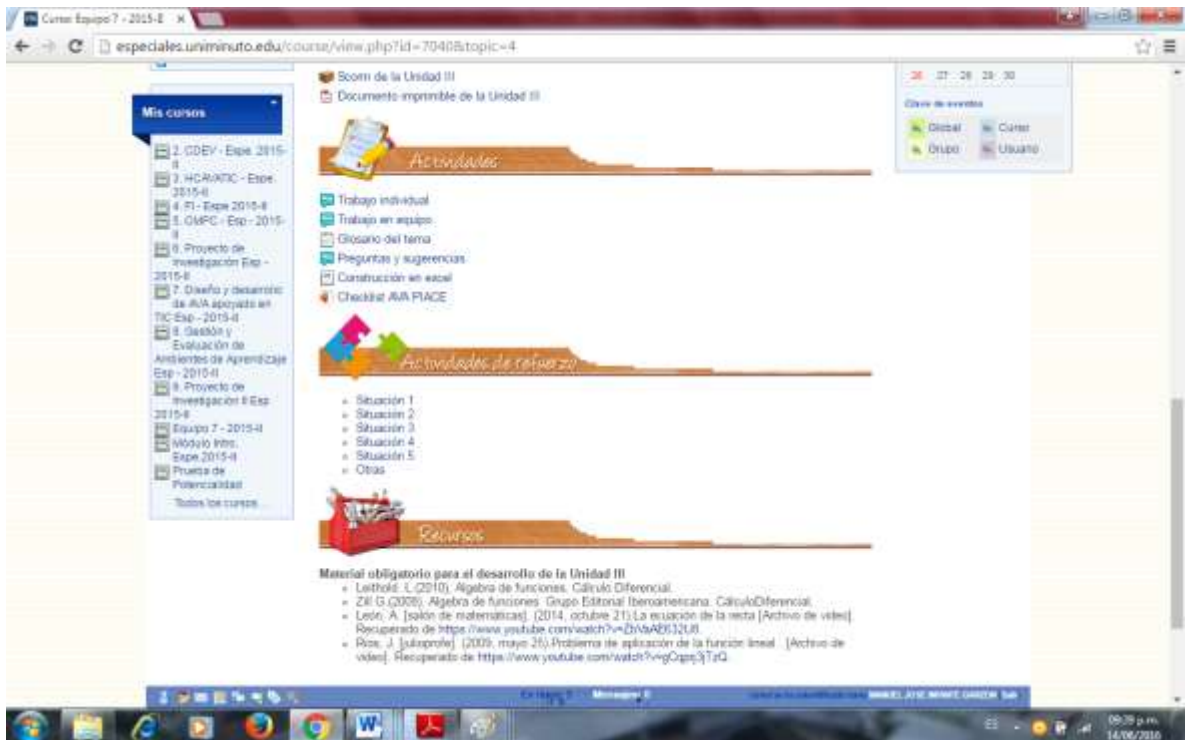 Curso: Equipo 7 - 2015-II
especiales.uniminuto.edu/course/view.php?id=7040&topic=4
Scorm de la Unidad III
Documento imprimible de la Unidad III
Mis cursos
2. CDEV - Espe. 2015-II
3. HCAVATIC - Espe. 2015-II
4. FI - Espe 2015-II
5. GMPC - Esp - 2015-II
6. Proyecto de
Investigación Esp -
2015-II
7. Diseño y desarrollo
de AVA apoyado en
TIC Esp - 2015-II
8. Gestión y
Evaluación de
Ambientes de Aprendizaje
Esp - 2015-II
9. Proyecto de
Investigación II Esp
2015-II
Equipo 7 - 2015-II
Módulo Intro.
Espe 2015-II
Prueba de
Potencialidad
Todos los cursos ...
Actividades
Trabajo individual
Trabajo en equipo
Glosario del tema
Preguntas y sugerencias
Construcción en excel
Checklist AVA PIACE
Actividades de refuerzo
Situación 1
Situación 2
Situación 3
Situación 4
Situación 5
Otras
Recursos
Material obligatorio para el desarrollo de la Unidad III
Leithold, L.(2010). Algebra de funciones. Cálculo Diferencial.
Zill G.(2008). Algebra de funciones. Grupo Editorial Iberoamericana. CálculoDiferencial.
León, A. [salón de matemáticas]. (2014, octubre 21).La ecuación de la recta [Archivo de video].
Recuperado de https://www.youtube.com/watch?
Ríos, J. [julioprofe]. (2009, mayo 25).Problema de aplicación de la función lineal . [Archivo de
video]. Recuperado de https://www.youtube.com/watch?
26 27 28 29 30
Clave de eventos
Global Curso
Grupo Usuario
Mensajes
ES
09:39 p.m.
14/06/2016